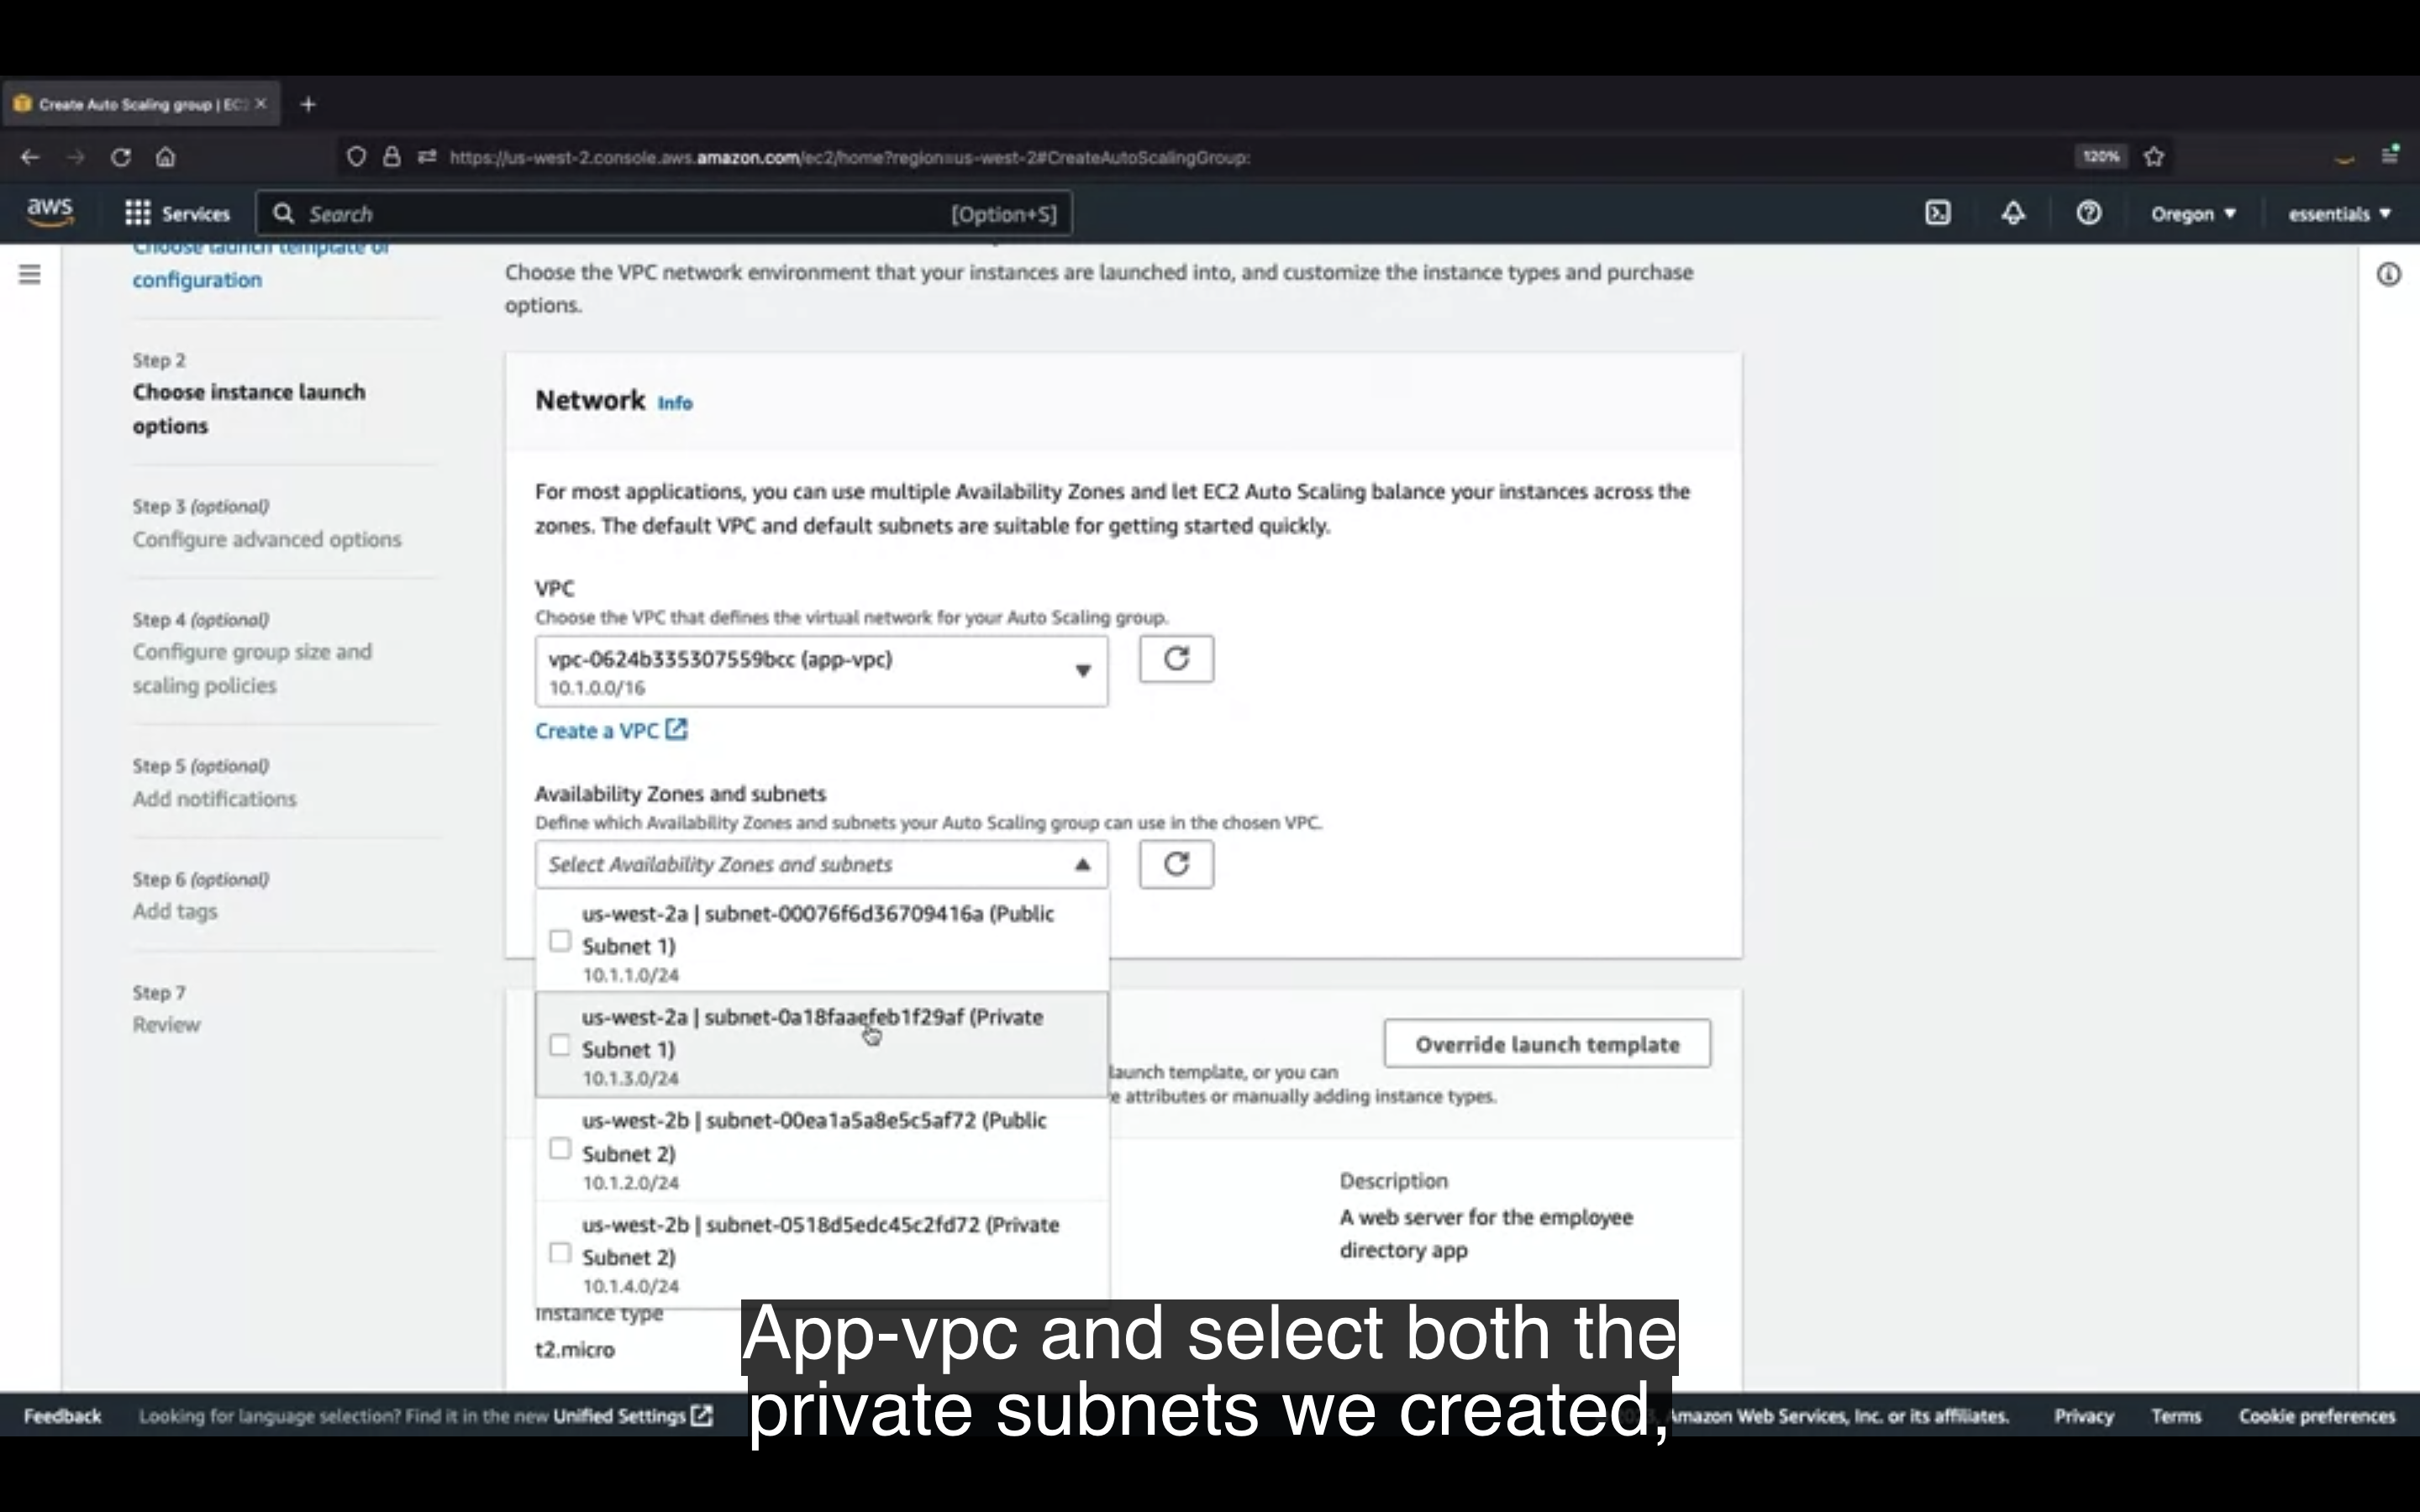 Create Auto Scaling group | EC2
https://us-west-2.console.aws.amazon.com/ec2/home?region=us-west-2#CreateAutoScalingGroup:
120%
aws
Services
Search
[Option+S]
Oregon
essentials
Choose launch template or
configuration
Step 2
Choose instance launch
options
Step 3 (optional)
Configure advanced options
Step 4 (optional)
Configure group size and
scaling policies
Step 5 (optional)
Add notifications
Step 6 (optional)
Add tags
Step 7
Review
Choose the VPC network environment that your instances are launched into, and customize the instance types and purchase
options.
Network Info
For most applications, you can use multiple Availability Zones and let EC2 Auto Scaling balance your instances across the
zones. The default VPC and default subnets are suitable for getting started quickly.
VPC
Choose the VPC that defines the virtual network for your Auto Scaling group.
vpc-0624b335307559bcc (app-vpc)
10.1.0.0/16
Create a VPC
Availability Zones and subnets
Define which Availability Zones and subnets your Auto Scaling group can use in the chosen VPC.
Select Availability Zones and subnets
us-west-2a | subnet-00076f6d36709416a (Public
Subnet 1)
10.1.1.0/24
us-west-2a | subnet-0a18faaefeb1f29af (Private
Subnet 1)
10.1.3.0/24
us-west-2b | subnet-00ea1a5a8e5c5af72 (Public
Subnet 2)
10.1.2.0/24
us-west-2b | subnet-0518d5edc45c2fd72 (Private
Subnet 2)
10.1.4.0/24
Override launch template
launch template, or you can
attributes or manually adding instance types.
Description
A web server for the employee
directory app
Instance type
t2.micro
App-vpc and select both the
private subnets we created,
Feedback
Looking for language selection? Find it in the new Unified Settings
Amazon Web Services, Inc. or its affiliates.
Privacy
Terms
Cookie preferences